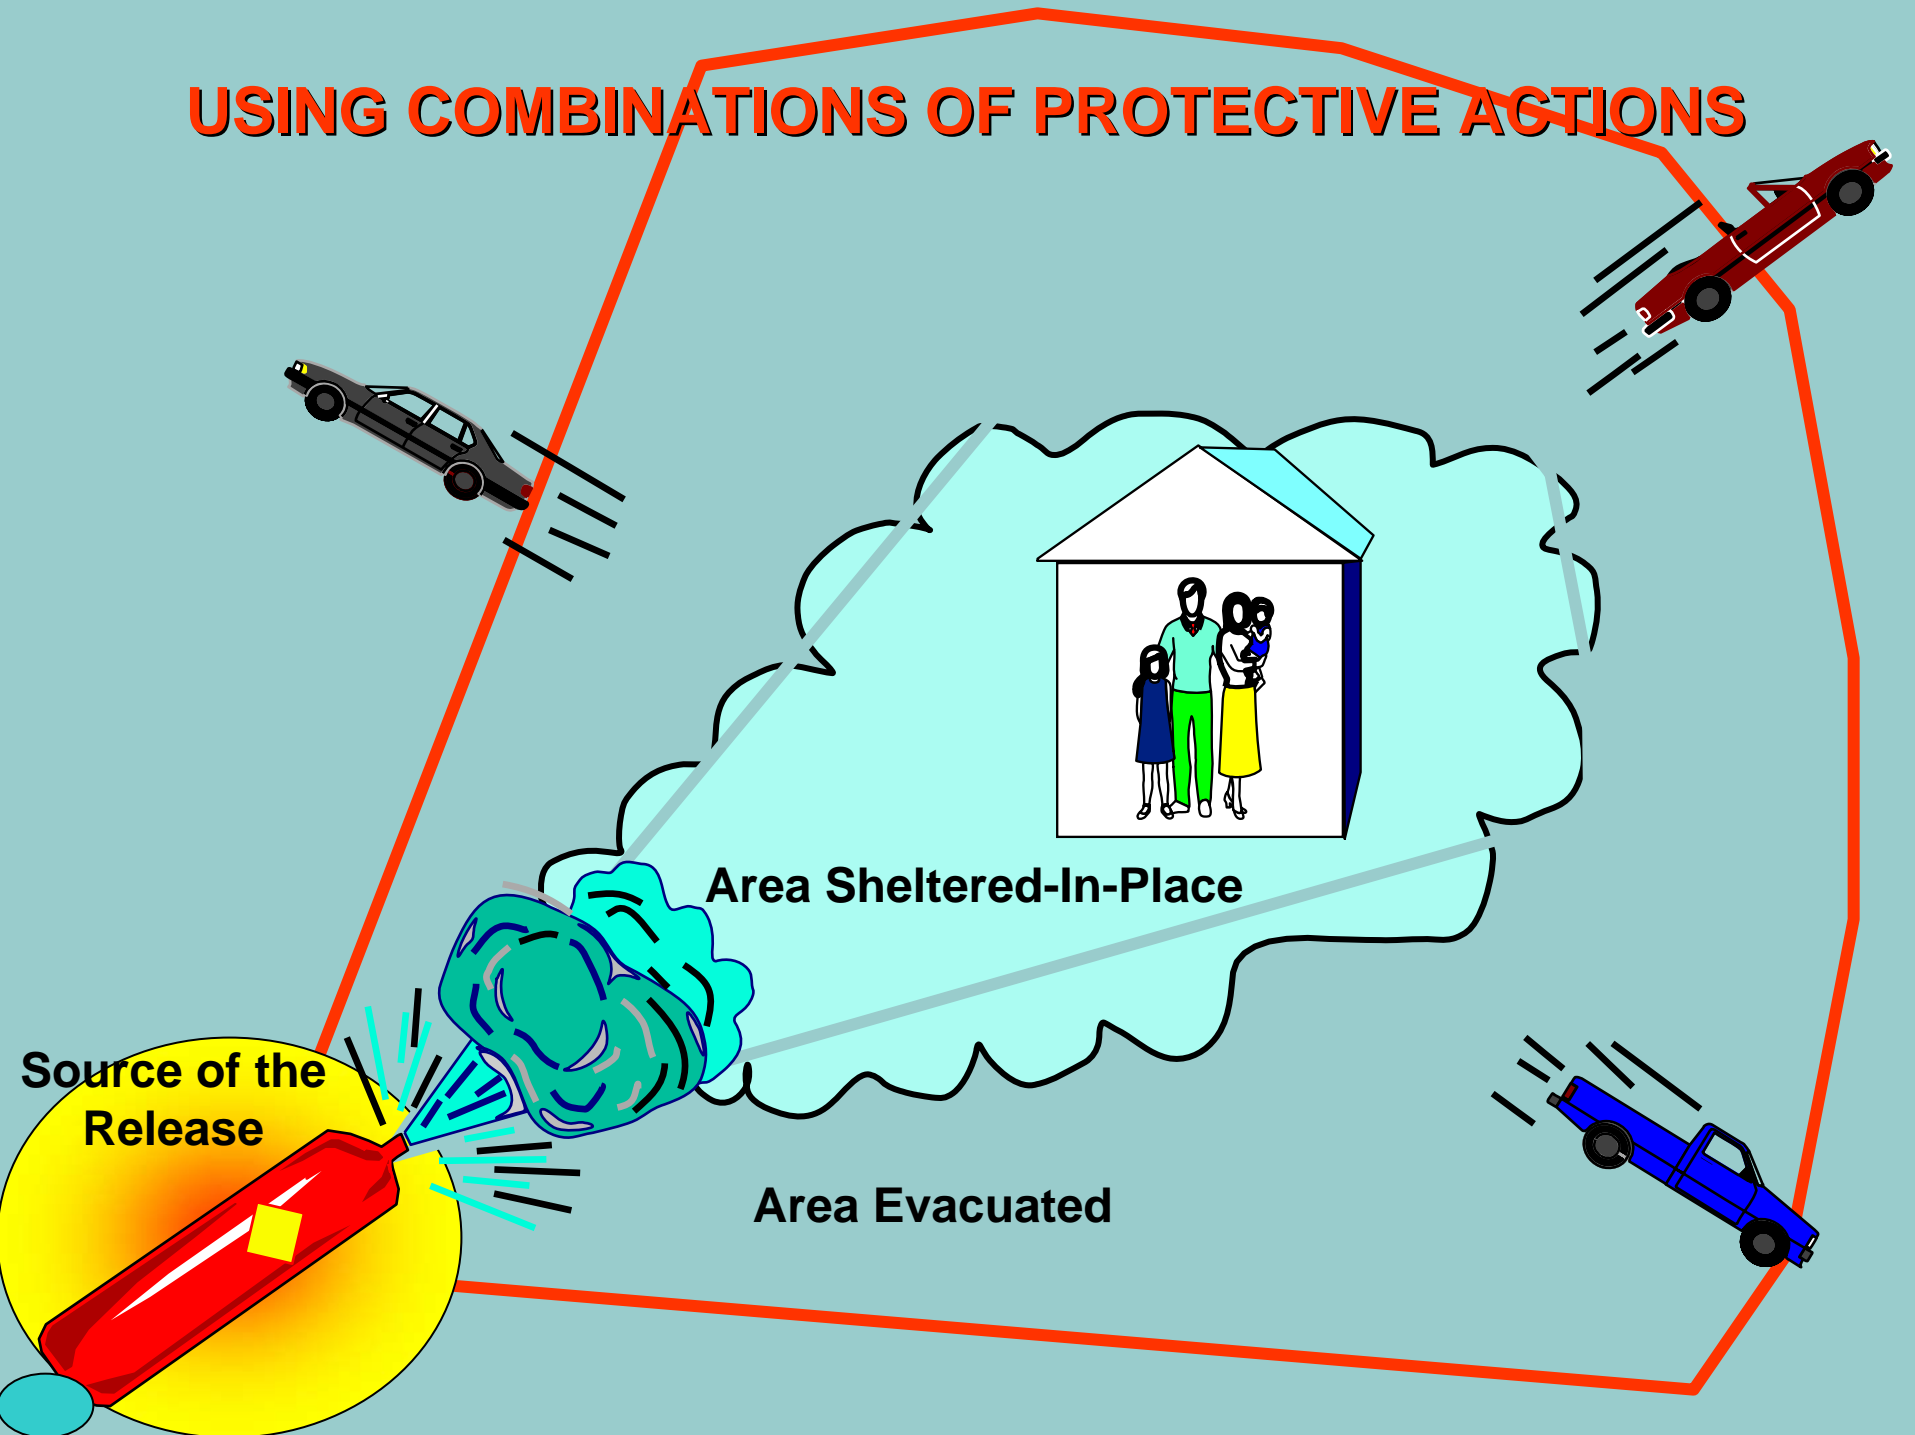 USING COMBINATIONS OF PROTECTIVE ACTIONS
Area Sheltered-In-Place
Source of the
Release
Area Evacuated